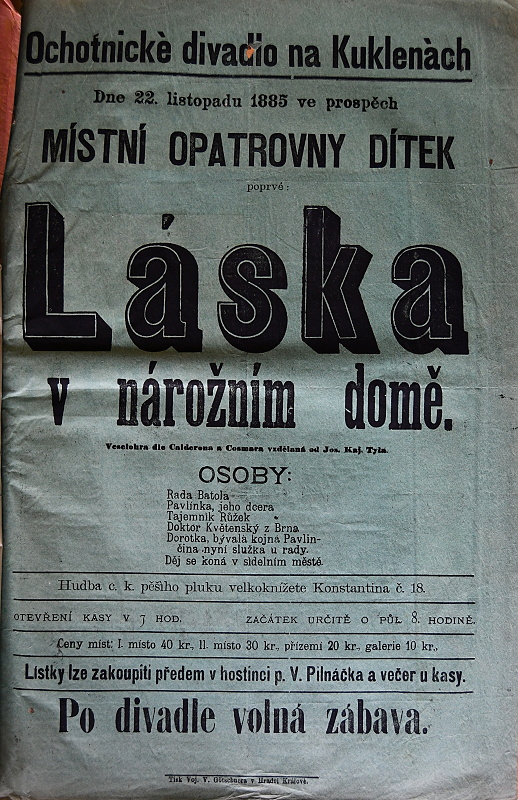 Ochotnickè divadlo na Kuklenàch
Dne 22. listopadu 1885 ve prospěch
MÍSTNÍ OPATROVNY DÍTEK
poprvé:
Láska
v nárožním domě.
Veselohra dle Calderona a Cosmara vzdělaná od Jos. Kaj. Tyla.
OSOBY:
Rada Batola
Pavlínka, jeho dcera
Tajemník Růžek
Doktor Květenský z Brna
Dorotka, bývalá kojna Pavlín-
čina nyní služka u rady.
Děj se koná v sídelním městě.
Hudba c. k. pěšího pluku velkoknížete Konstantina č. 18.
OTEVŘENÍ KASY V 7 HOD. ZAČÁTEK URČITĚ O PŮL 8. HODINĚ.
Ceny míst: I. místo 40 kr., II. místo 30 kr., přízemí 20 kr., galerie 10 kr.,
Lístky lze zakoupiti předem v hostinci p. V. Pilnáčka a večer u kasy.
Po divadle volná zábava.
Tisk Voj. V. Götschnera v Hradci Králové.